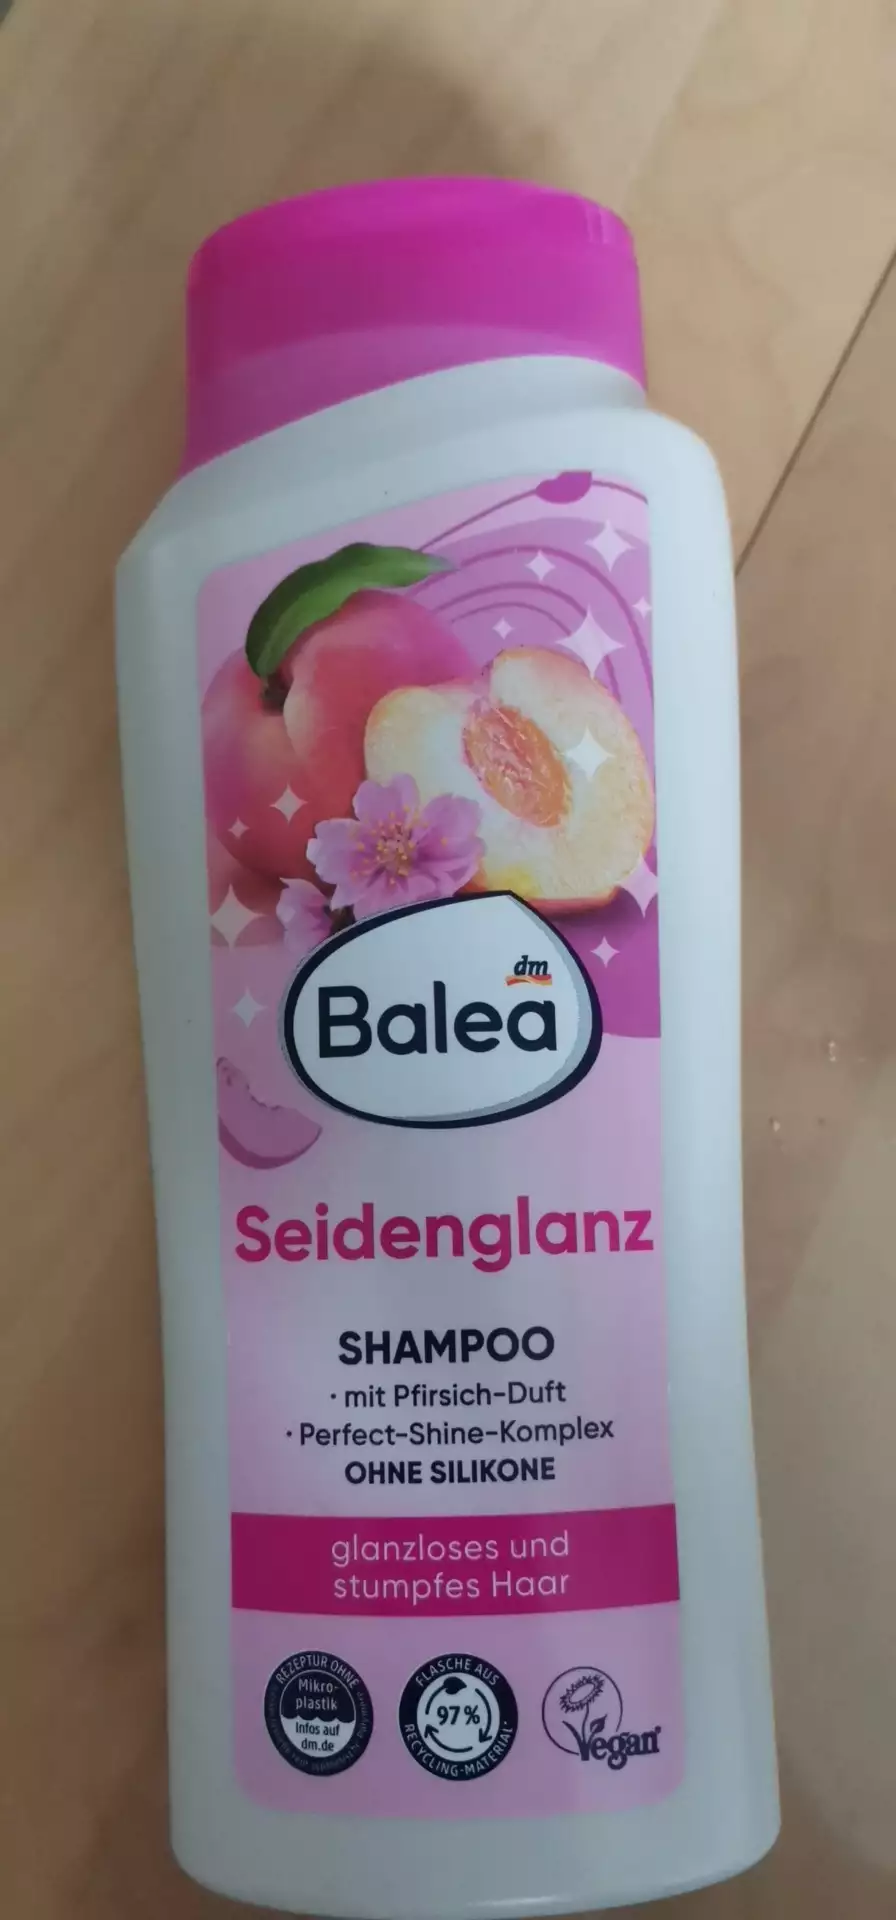 dm
Balea
Seidenglanz
SHAMPOO
· mit Pfirsich-Duft
· Perfect-Shine-Komplex
OHNE SILIKONE
glanzloses und
stumpfes Haar
REZEPTUR OHNE
Mikro-
plastik
Infos auf
dm.de
FLASCHE AUS
97%
RECYCLING-MATERIAL*
Vegan